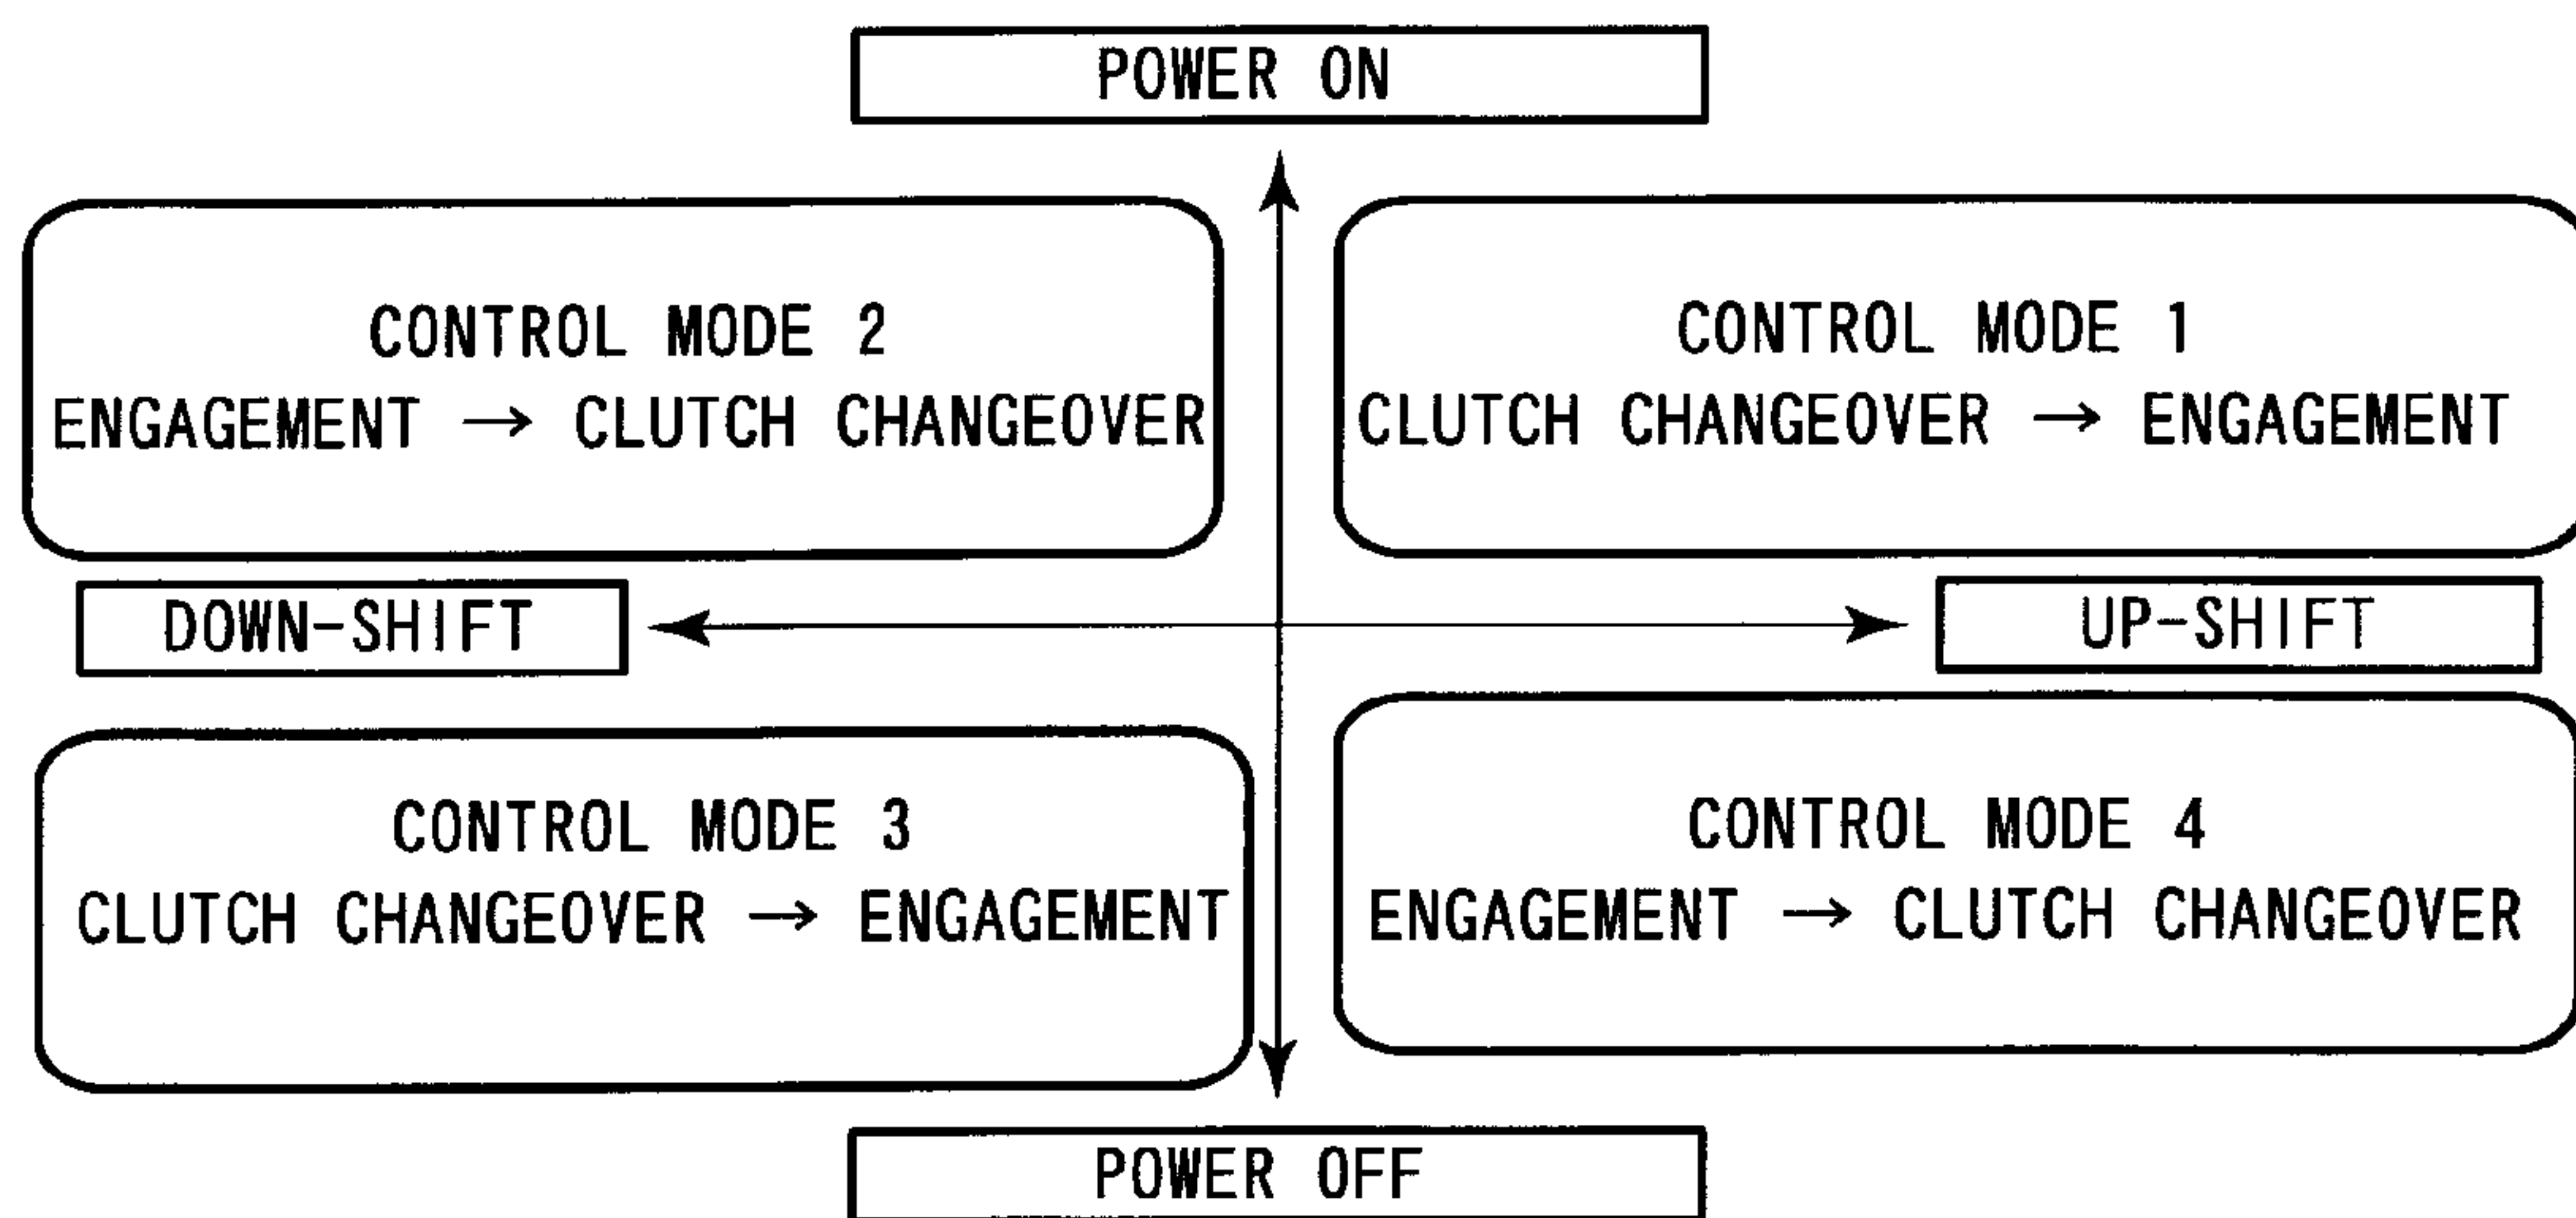 POWER ON
CONTROL MODE 2
ENGAGEMENT → CLUTCH CHANGEOVER
CONTROL MODE 1
CLUTCH CHANGEOVER → ENGAGEMENT
DOWN-SHIFT
UP-SHIFT
CONTROL MODE 3
CLUTCH CHANGEOVER → ENGAGEMENT
CONTROL MODE 4
ENGAGEMENT → CLUTCH CHANGEOVER
POWER OFF